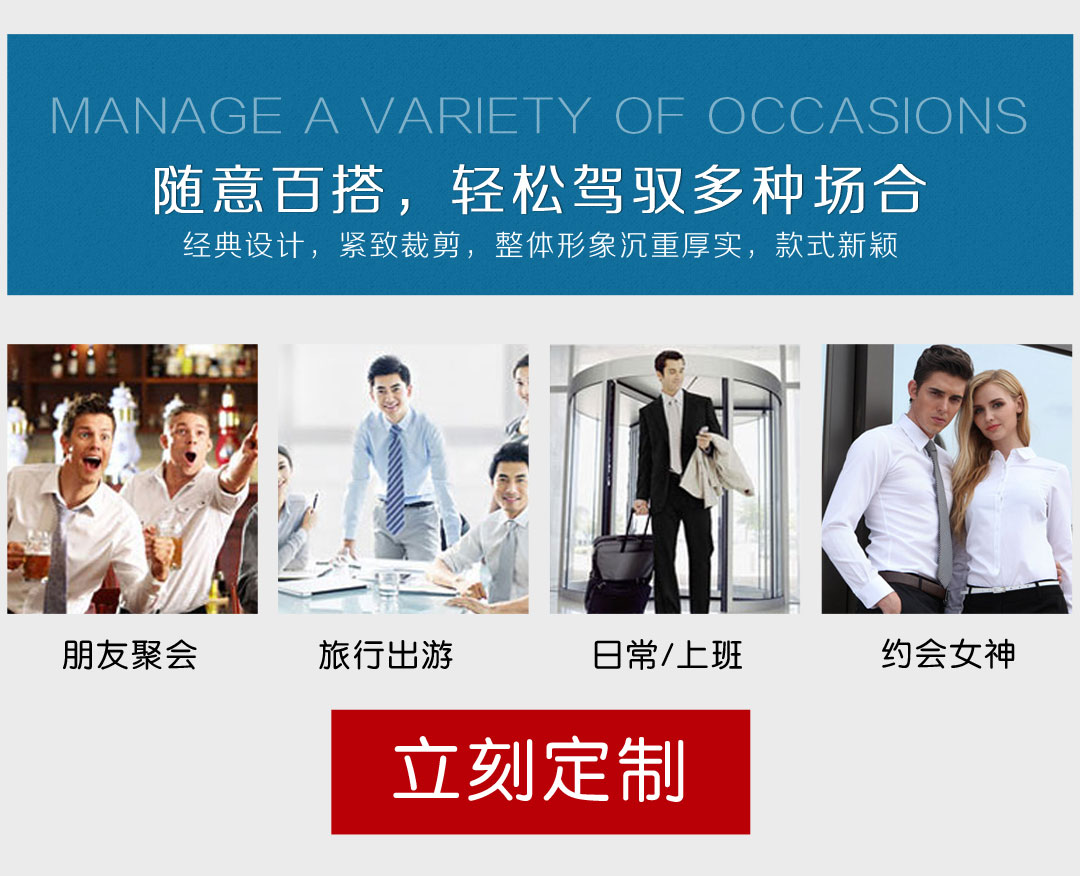 MANAGE A VARIETY OF OCCASIONS
随意百搭，轻松驾驭多种场合
经典设计，紧致裁剪，整体形象沉重厚实，款式新颖
朋友聚会
旅行出游
日常/上班
约会女神
立刻定制